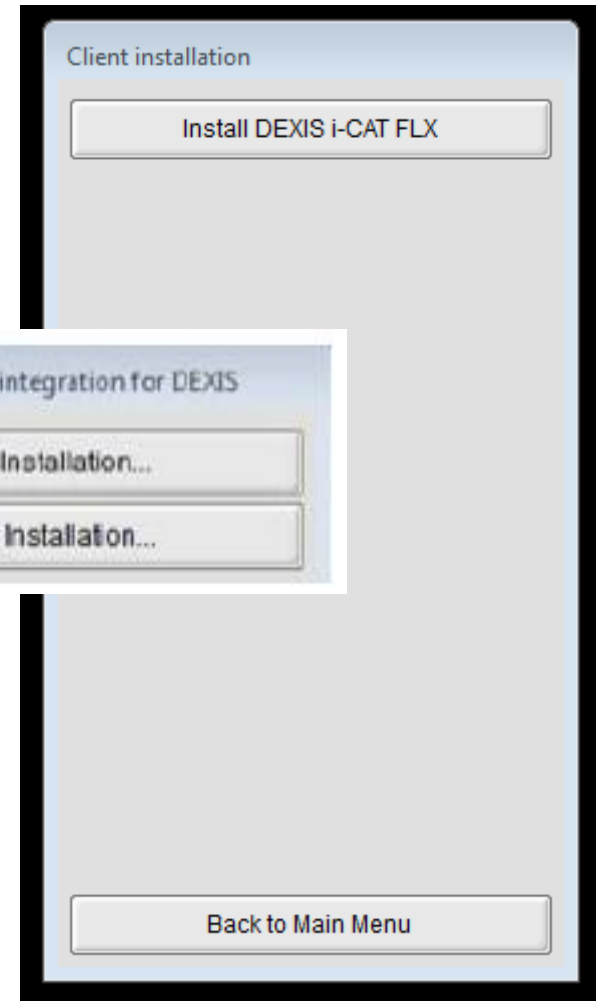 Client installation
Install DEXIS i-CAT FLX
integration for DEXIS
Installation...
Installation...
Back to Main Menu